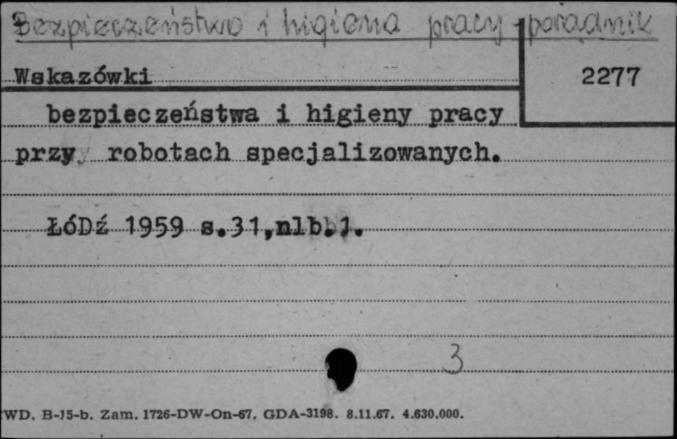 Bezpieczeństwo i higiena pracy - poradnik
Wskazówki
2277
bezpieczeństwa i higieny pracy
przy robotach specjalizowanych.
ŁóDź 1959 s.31,nlb.1.
3
WD. B-15-b. Zam. 1726-DW-On-67. GDA-3198. 8.11.67. 4.630.000.